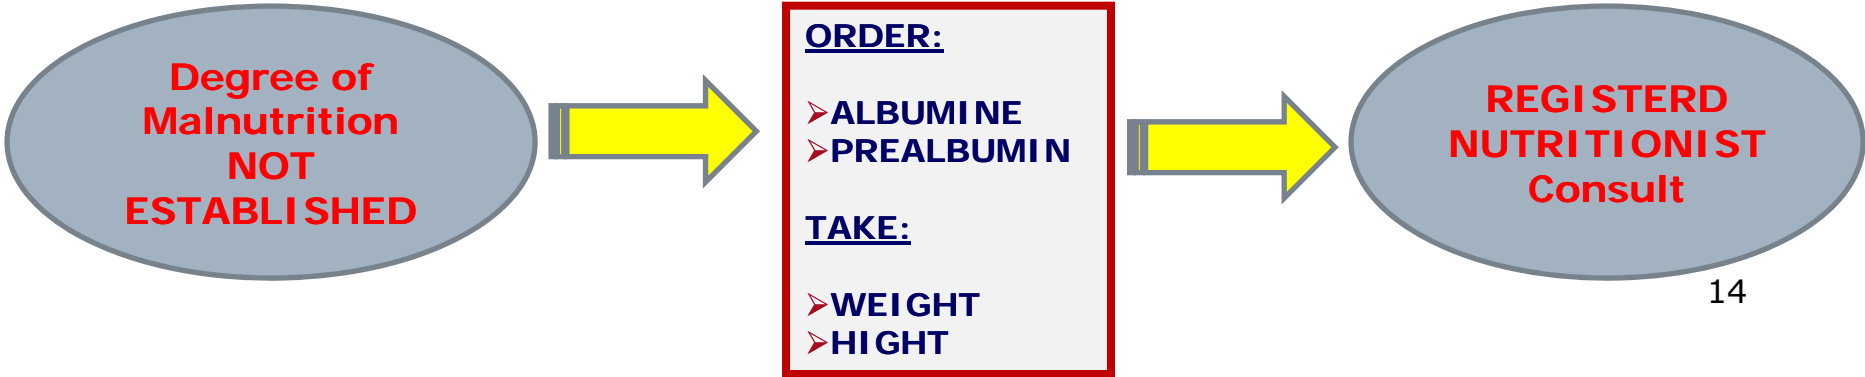 Degree of
Malnutrition
NOT
ESTABLISHED
ORDER:
➢ALBUMINE
➢PREALBUMIN
TAKE:
➢WEIGHT
➢HIGHT
REGISTERD
NUTRITIONIST
Consult
14